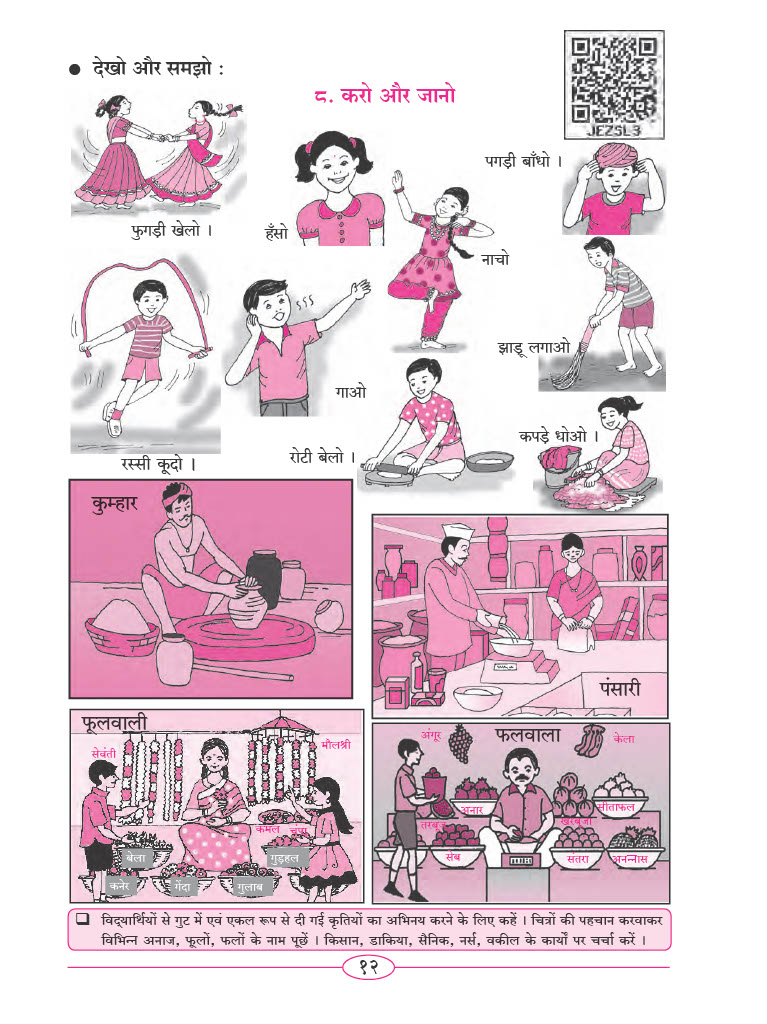 ● देखो और समझो :
८. करो और जानो
JEZSL3
फुगड़ी खेलो ।
हँसो
नाचो
पगड़ी बाँधो ।
रस्सी कूदो ।
गाओ
झाड़ू लगाओ
रोटी बेलो ।
कपड़े धोओ ।
कुम्हार
पंसारी
फूलवाली
सेवंती
मौलश्री
कमल
चंपा
बेला
गुड़हल
कनेर
गेंदा
गुलाब
फलवाला
अंगूर
केला
अनार
सीताफल
तरबूज
खरबूजा
सेब
संतरा
अनन्नास
❑ विद्यार्थियों से गुट में एवं एकल रूप से दी गई कृतियों का अभिनय करने के लिए कहें । चित्रों की पहचान करवाकर
विभिन्न अनाज, फूलों, फलों के नाम पूछें । किसान, डाकिया, सैनिक, नर्स, वकील के कार्यों पर चर्चा करें ।
१२